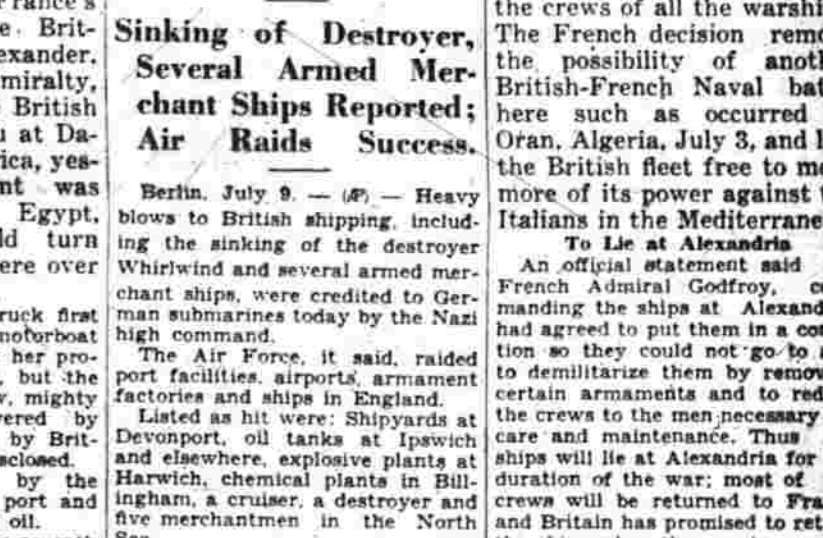 rance's
e. Brit-
exander,
miralty,
British
u at Da-
ica, yes-
nt was
Egypt,
ld turn
ere over
ruck first
motorboat
her pro-
, but the
, mighty
ered by
by Brit-
sclosed.
by the
port and
oil.
Sinking of Destroyer,
Several Armed Mer-
chant Ships Reported;
Air Raids Success.
Berlin, July 9. — (AP) — Heavy
blows to British shipping, includ-
ing the sinking of the destroyer
Whirlwind and several armed mer-
chant ships, were credited to Ger-
man submarines today by the Nazi
high command.
The Air Force, it said, raided
port facilities, airports, armament
factories and ships in England.
Listed as hit were: Shipyards at
Devonport, oil tanks at Ipswich
and elsewhere, explosive plants at
Harwich, chemical plants in Bill-
ingham, a cruiser, a destroyer and
five merchantmen in the North
the crews of all the warshi
The French decision remo
the possibility of anoth
British-French Naval bat
here such as occurred
Oran, Algeria, July 3, and l
the British fleet free to mo
more of its power against t
Italians in the Mediterrane
To Lie at Alexandria
An official statement said
French Admiral Godfroy, co
manding the ships at Alexand
had agreed to put them in a con
tion so they could not go to
to demilitarize them by remov
certain armaments and to red
the crews to the men necessary
care and maintenance. Thus
ships will lie at Alexandria for
duration of the war; most of
crews will be returned to Fra
and Britain has promised to ret